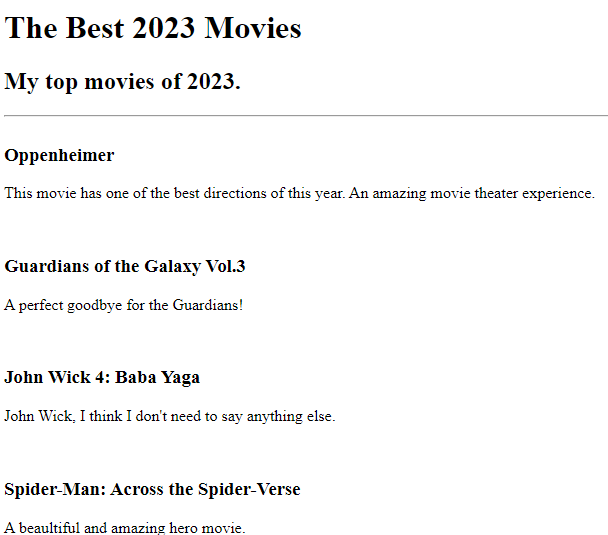 The Best 2023 Movies
My top movies of 2023.
Oppenheimer
This movie has one of the best directions of this year. An amazing movie theater experience.
Guardians of the Galaxy Vol.3
A perfect goodbye for the Guardians!
John Wick 4: Baba Yaga
John Wick, I think I don't need to say anything else.
Spider-Man: Across the Spider-Verse
A beaultiful and amazing hero movie.